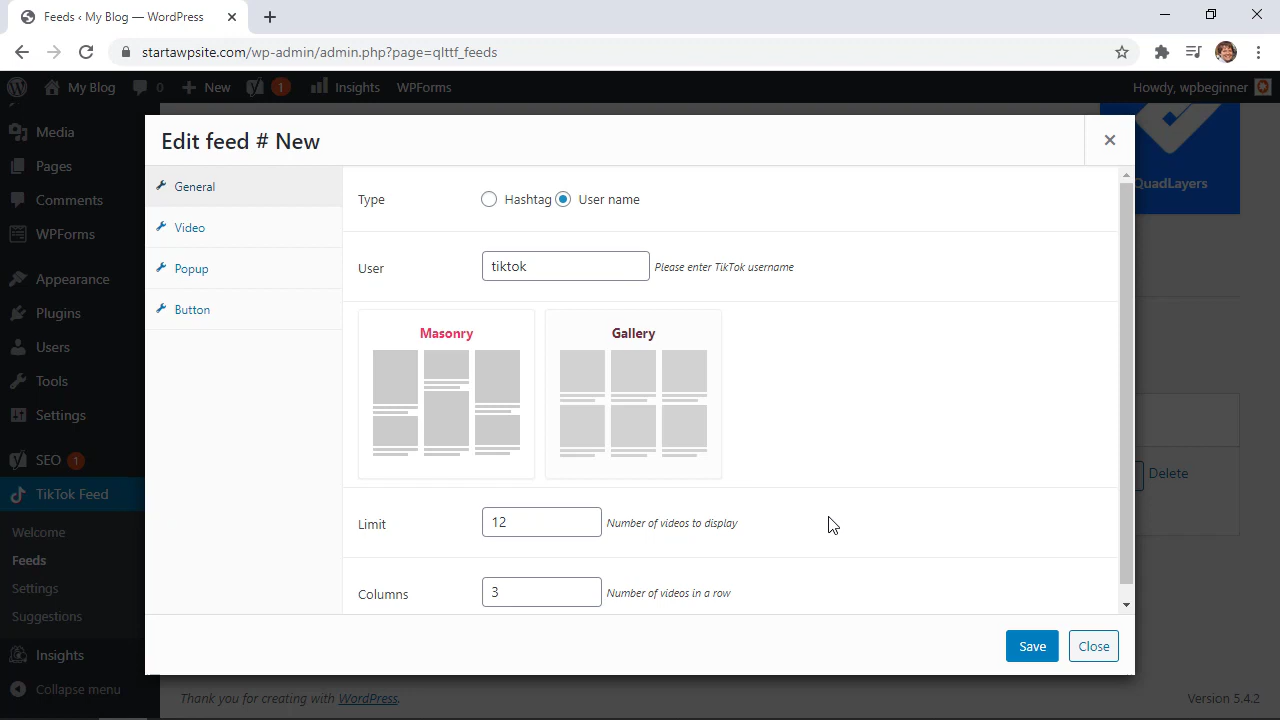 Feeds ‹ My Blog — WordPress
startawpsite.com/wp-admin/admin.php?page=qlttf_feeds
My Blog 0 New 1 Insights WPForms Howdy, wpbeginner
Media
Pages
Comments
WPForms
Appearance
Plugins
Users
Tools
Settings
SEO 1
TikTok Feed
Welcome
Feeds
Settings
Suggestions
Insights
Collapse menu
Edit feed # New
General
Video
Popup
Button
Type Hashtag User name
User tiktok Please enter TikTok username
Masonry Gallery
Limit 12 Number of videos to display
Columns 3 Number of videos in a row
Save Close
QuadLayers
Delete
Thank you for creating with WordPress. Version 5.4.2